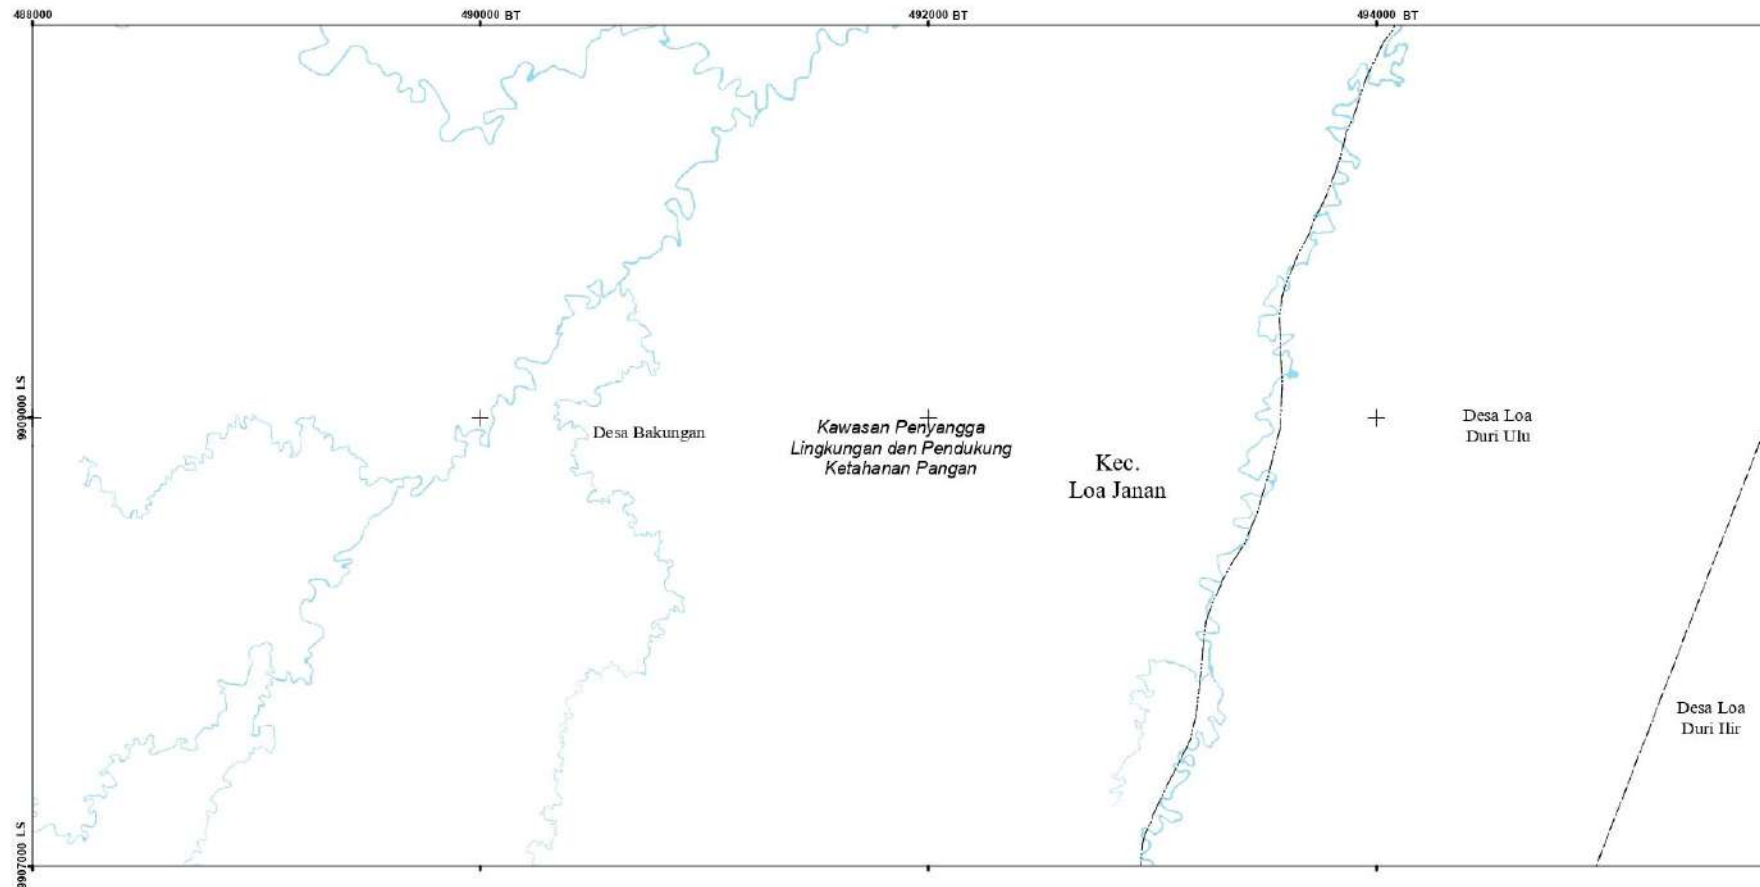 488000
490000 BT
492000 BT
494000 BT
9909000 LS
Desa Bakungan
Kawasan Penyangga
Lingkungan dan Pendukung
Ketahanan Pangan
Kec.
Loa Janan
Desa Loa
Duri Ulu
Desa Loa
Duri Ilir
9907000 LS